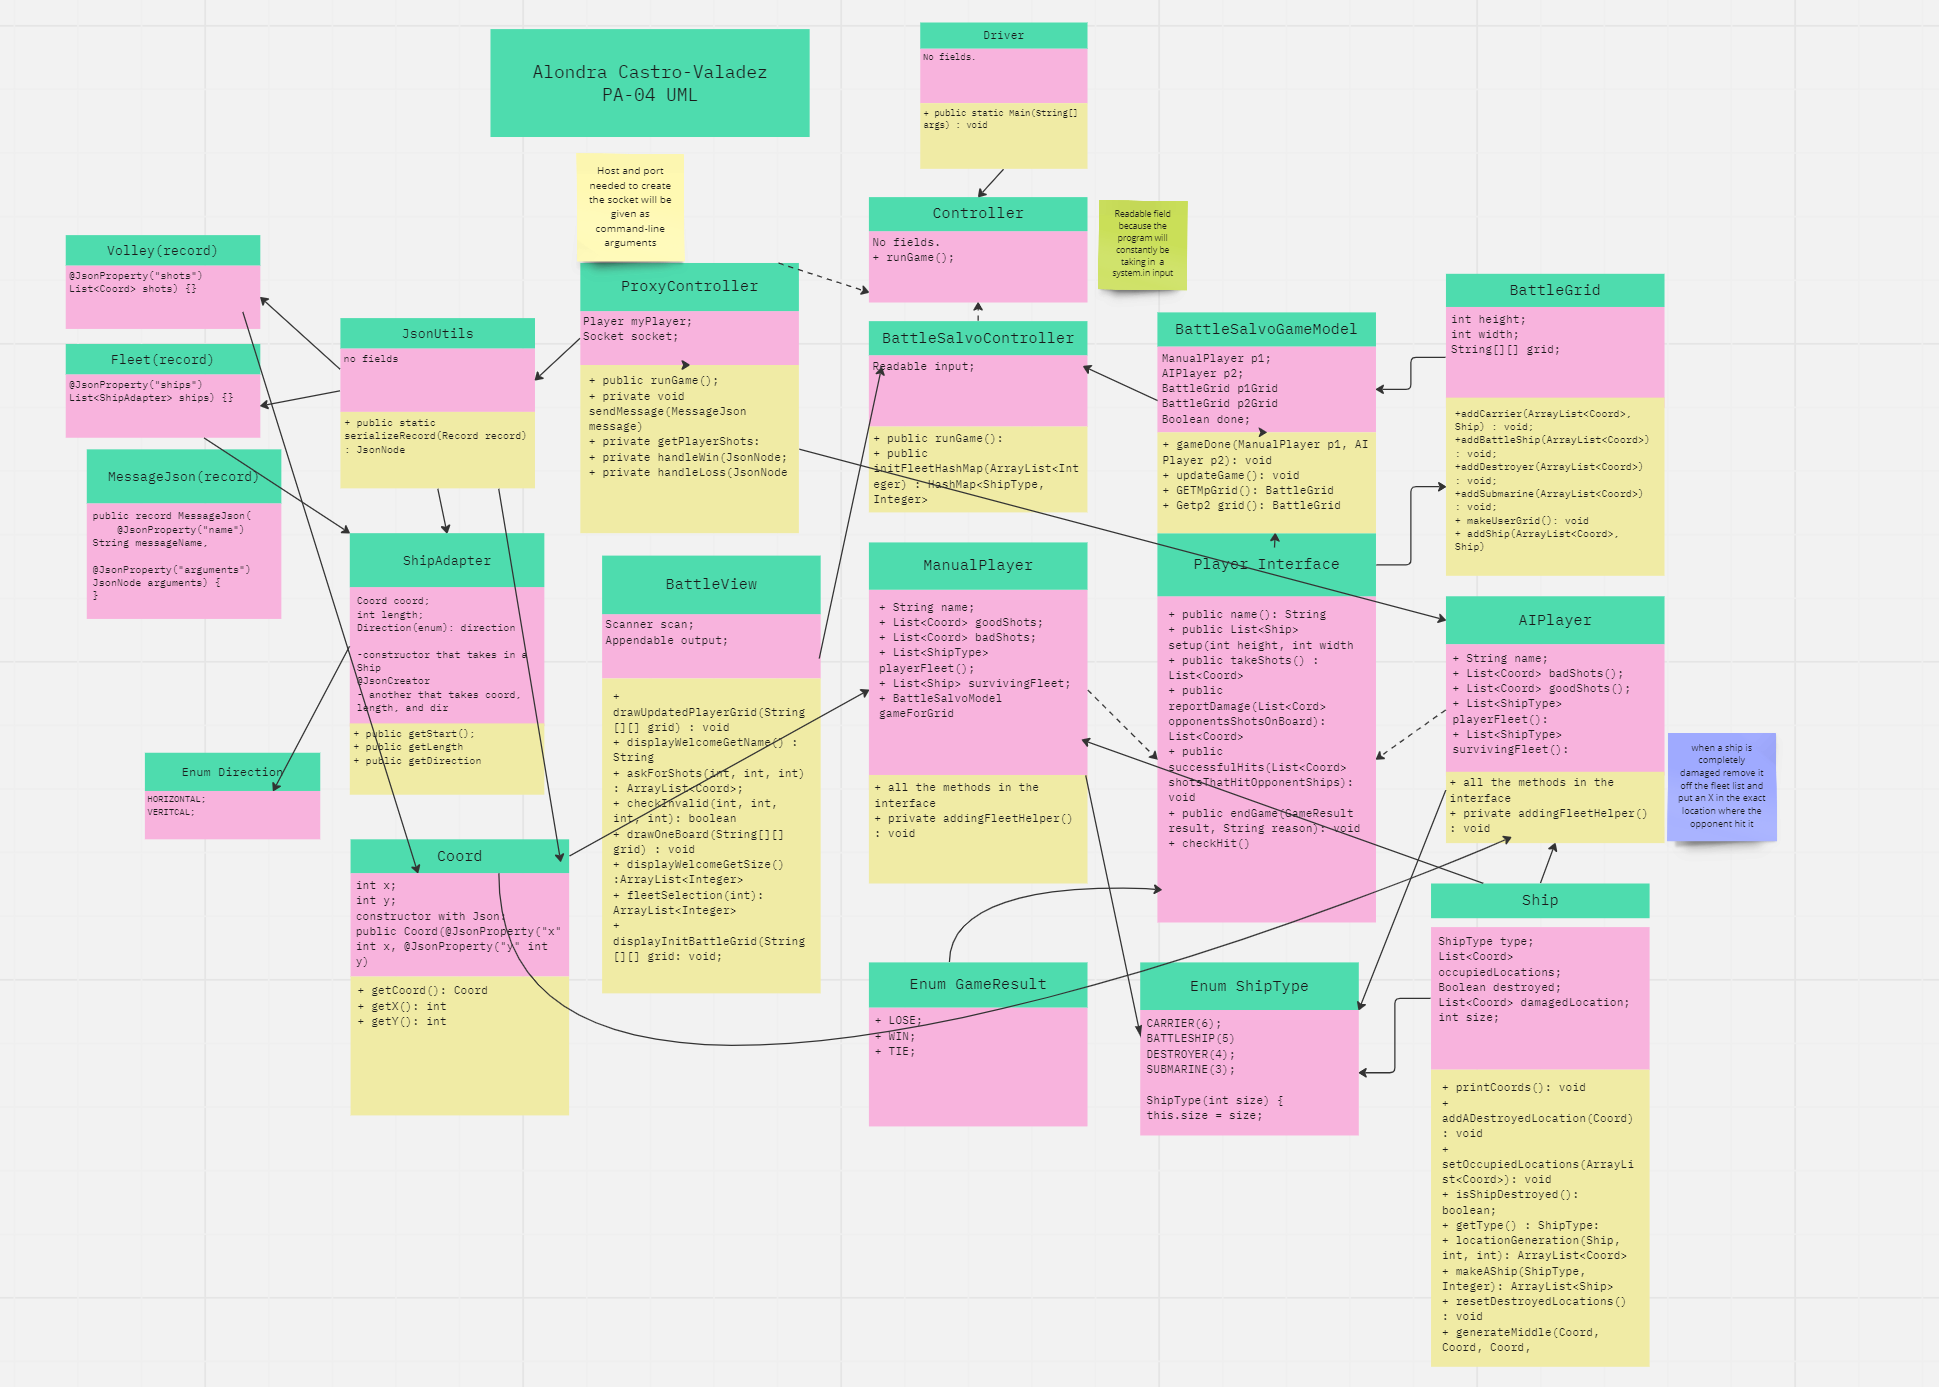 Alondra Castro-Valadez
PA-04 UML
Driver
No fields.
+ public static Main(String[]
args) : void
Host and port
needed to create
the socket will be
given as
command-line
arguments
Controller
No fields.
+ runGame();
Readable field
because the
program will
constantly be
taking in a
system.in input
Volley(record)
@JsonProperty("shots")
List<Coord> shots) {}
Fleet(record)
@JsonProperty("ships")
List<ShipAdapter> ships) {}
MessageJson(record)
public record MessageJson(
@JsonProperty("name")
String messageName,
@JsonProperty("arguments")
JsonNode arguments) {
}
JsonUtils
no fields
+ public static
serializeRecord(Record record)
: JsonNode
ProxyController
Player myPlayer;
Socket socket;
+ public runGame();
+ private void
sendMessage(MessageJson
message)
+ private getPlayerShots:
+ private handleWin(JsonNode;
+ private handleLoss(JsonNode
BattleSalvoController
Readable input;
+ public runGame():
+ public
initFleetHashMap(ArrayList<Int
eger) : HashMap<ShipType,
Integer>
BattleSalvoGameModel
ManualPlayer p1;
AIPlayer p2;
BattleGrid p1Grid
BattleGrid p2Grid
Boolean done;
+ gameDone(ManualPlayer p1, AI
Player p2): void
+ updateGame(): void
+ GETMpGrid(): BattleGrid
+ Getp2 grid(): BattleGrid
BattleGrid
int height;
int width;
String[][] grid;
+addCarrier(ArrayList<Coord>,
Ship) : void;
+addBattleShip(ArrayList<Coord>)
: void;
+addDestroyer(ArrayList<Coord>)
: void;
+addSubmarine(ArrayList<Coord>)
: void;
+ makeUserGrid(): void
+ addShip(ArrayList<Coord>,
Ship)
ShipAdapter
Coord coord;
int length;
Direction(enum): direction
-constructor that takes in a
Ship
@JsonCreator
- another that takes coord,
length, and dir
+ public getStart();
+ public getLength
+ public getDirection
Enum Direction
HORIZONTAL;
VERITCAL;
Coord
int x;
int y;
constructor with Json:
public Coord(@JsonProperty("x"
int x, @JsonProperty("y" int
y)
+ getCoord(): Coord
+ getX(): int
+ getY(): int
BattleView
Scanner scan;
Appendable output;
+
drawUpdatedPlayerGrid(String
[][] grid) : void
+ displayWelcomeGetName() :
String
+ askForShots(int, int, int)
: ArrayList<Coord>;
+ checkInvalid(int, int,
int, int): boolean
+ drawOneBoard(String[][]
grid) : void
+ displayWelcomeGetSize()
:ArrayList<Integer>
+ fleetSelection(int):
ArrayList<Integer>
+
displayInitBattleGrid(String
[][] grid: void;
ManualPlayer
+ String name;
+ List<Coord> goodShots;
+ List<Coord> badShots;
+ List<ShipType>
playerFleet();
+ List<Ship> survivingFleet;
+ BattleSalvoModel
gameForGrid
+ all the methods in the
interface
+ private addingFleetHelper()
: void
Player Interface
+ public name(): String
+ public List<Ship>
setup(int height, int width
+ public takeShots() :
List<Coord>
+ public
reportDamage(List<Cord>
opponentsShotsOnBoard):
List<Coord>
+ public
successfulHits(List<Coord>
shotsThatHitOpponentShips):
void
+ public endGame(GameResult
result, String reason): void
+ checkHit()
AIPlayer
+ String name;
+ List<Coord> badShots();
+ List<Coord> goodShots();
+ List<ShipType>
playerFleet():
+ List<ShipType>
survivingFleet():
+ all the methods in the
interface
+ private addingFleetHelper()
: void
when a ship is
completely
damaged remove it
off the fleet list and
put an X in the exact
location where the
opponent hit it
Enum GameResult
+ LOSE;
+ WIN;
+ TIE;
Enum ShipType
CARRIER(6);
BATTLESHIP(5)
DESTROYER(4);
SUBMARINE(3);
ShipType(int size) {
this.size = size;
Ship
ShipType type;
List<Coord>
occupiedLocations;
Boolean destroyed;
List<Coord> damagedLocation;
int size;
+ printCoords(): void
+
addADestroyedLocation(Coord)
: void
+
setOccupiedLocations(ArrayLi
st<Coord>): void
+ isShipDestroyed():
boolean;
+ getType() : ShipType:
+ locationGeneration(Ship,
int, int): ArrayList<Coord>
+ makeAShip(ShipType,
Integer): ArrayList<Ship>
+ resetDestroyedLocations()
: void
+ generateMiddle(Coord,
Coord, Coord,